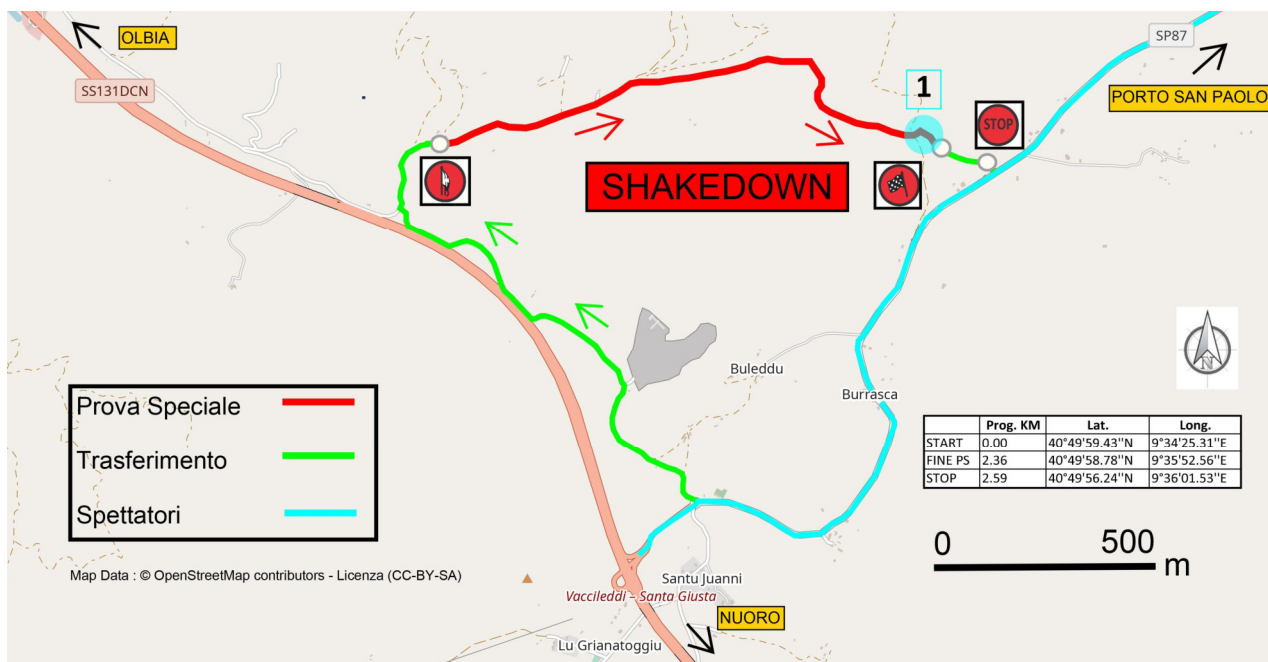 OLBIA
SS131DCN
SP87
PORTO SAN PAOLO
1
STOP
SHAKEDOWN
Buleddu
Burrasca
N
Prova Speciale
Trasferimento
Spettatori
Prog. KM Lat. Long.
START 0.00 40°49'59.43''N 9°34'25.31''E
FINE PS 2.36 40°49'58.78''N 9°35'52.56''E
STOP 2.59 40°49'56.24''N 9°36'01.53''E
0 500 m
Map Data : © OpenStreetMap contributors - Licenza (CC-BY-SA)
Santu Juanni
Vaccileddi – Santa Giusta
NUORO
Lu Grianatoggiu